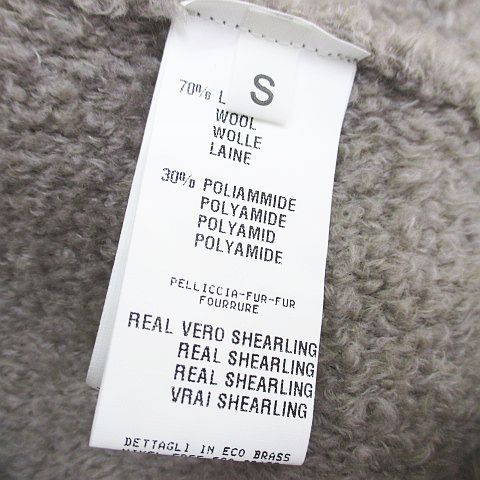 S
70% L
WOOL
WOLLE
LAINE
30% POLIAMMIDE
POLYAMIDE
POLYAMID
POLYAMIDE
PELLICCIA-FUR-FUR
FOURRURE
REAL VERO SHEARLING
REAL SHEARLING
REAL SHEARLING
VRAI SHEARLING
DETTAGLI IN ECO BRASS